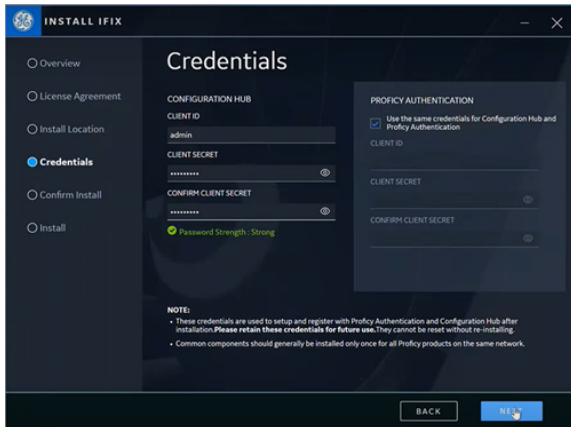 INSTALL IFIX
Overview
License Agreement
Install Location
Credentials
Confirm Install
Install
Credentials
CONFIGURATION HUB
CLIENT ID
admin
CLIENT SECRET
•••••••••
CONFIRM CLIENT SECRET
•••••••••
Password Strength : Strong
PROFICY AUTHENTICATION
Use the same credentials for Configuration Hub and
Proficy Authentication
CLIENT ID
CLIENT SECRET
CONFIRM CLIENT SECRET
NOTE:
• These credentials are used to setup and register with Proficy Authentication and Configuration Hub after
installation.Please retain these credentials for future use.They cannot be reset without re-installing.
• Common components should generally be installed only once for all Proficy products on the same network.
BACK
NEXT